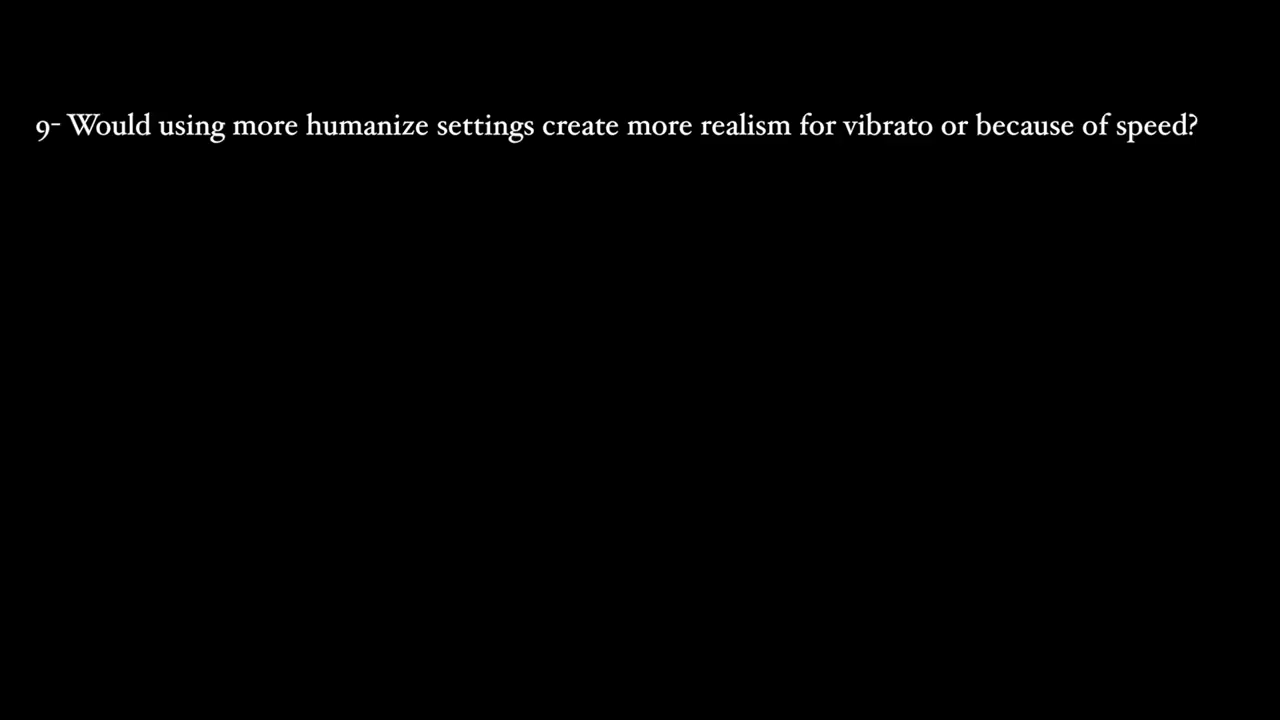 9- Would using more humanize settings create more realism for vibrato or because of speed?